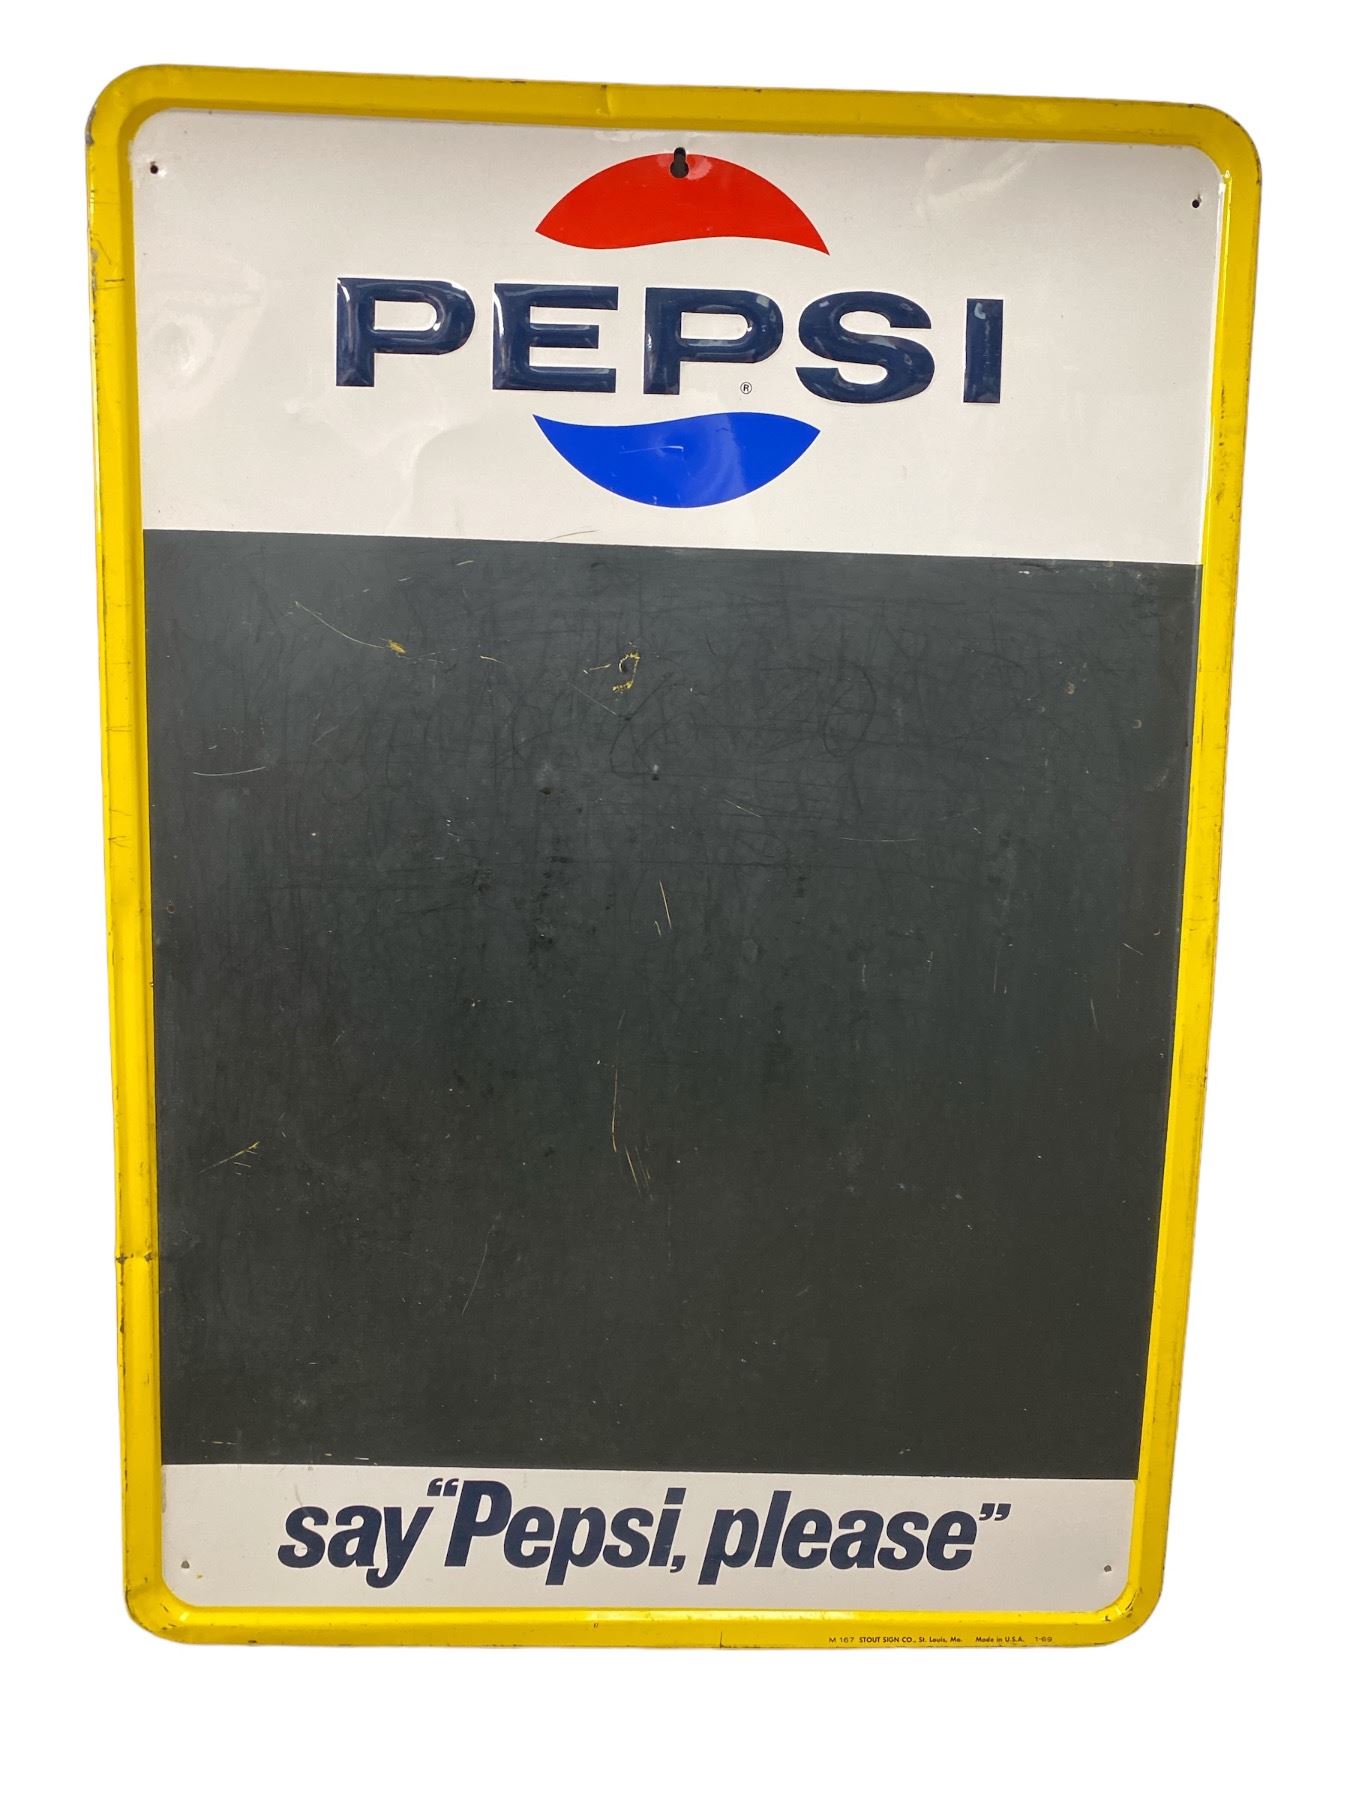 PEPSI
®
say "Pepsi, please"
M 167 STOUT SIGN CO., St. Louis, Mo. Made in U.S.A. 1-69